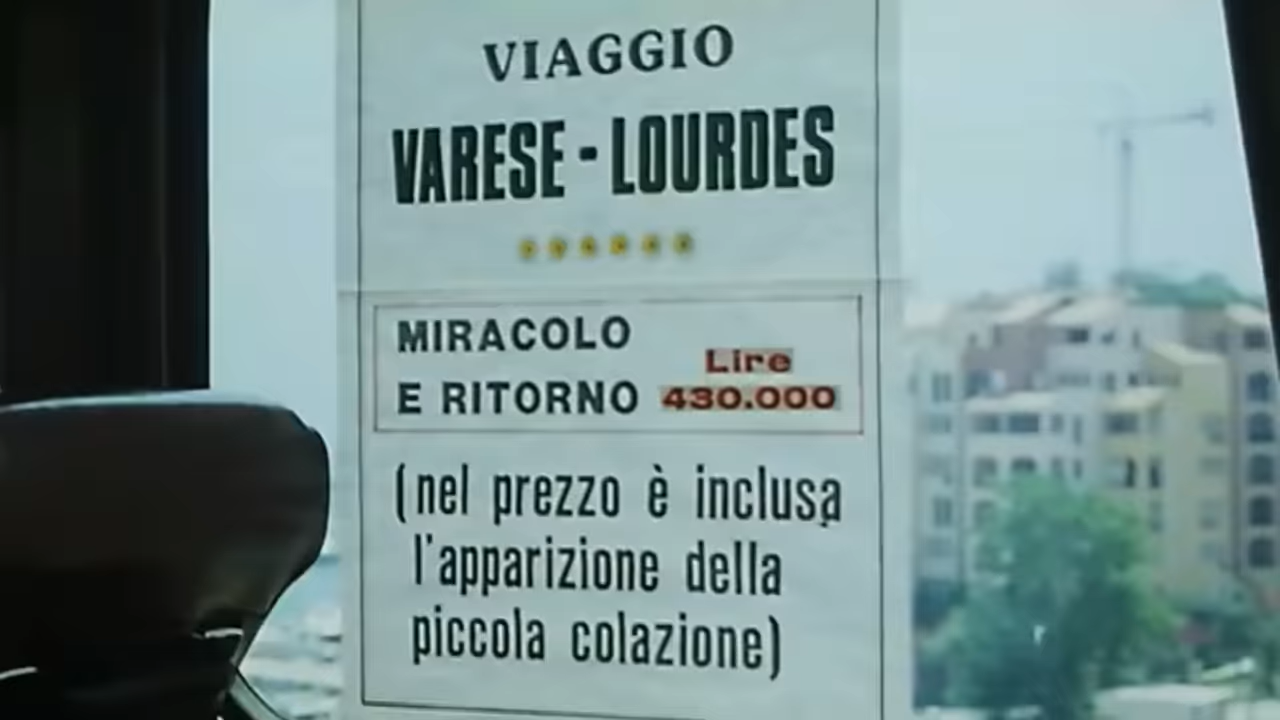 VIAGGIO
VARESE - LOURDES
MIRACOLO
E RITORNO
Lire
430.000
(nel prezzo è inclusa
l'apparizione della
piccola colazione)